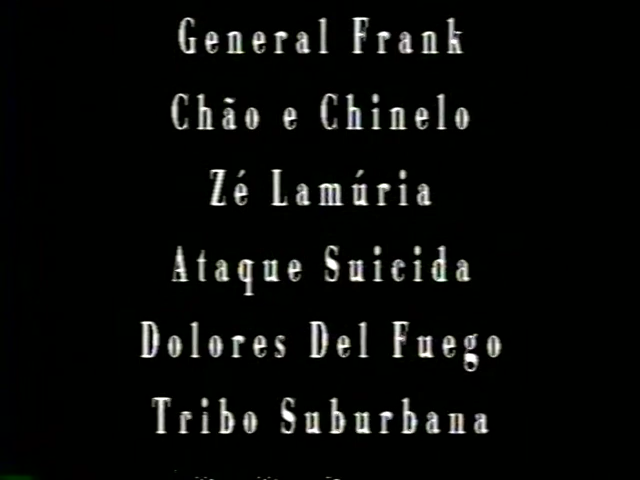 General Frank
Chão e Chinelo
Zé Lamúria
Ataque Suicida
Dolores Del Fuego
Tribo Suburbana